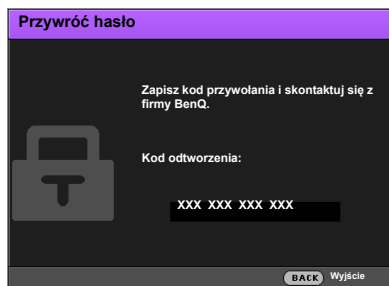 Przywróć hasło
Zapisz kod przywołania i skontaktuj się z
firmy BenQ.
Kod odtworzenia:
XXX XXX XXX XXX
BACK Wyjście